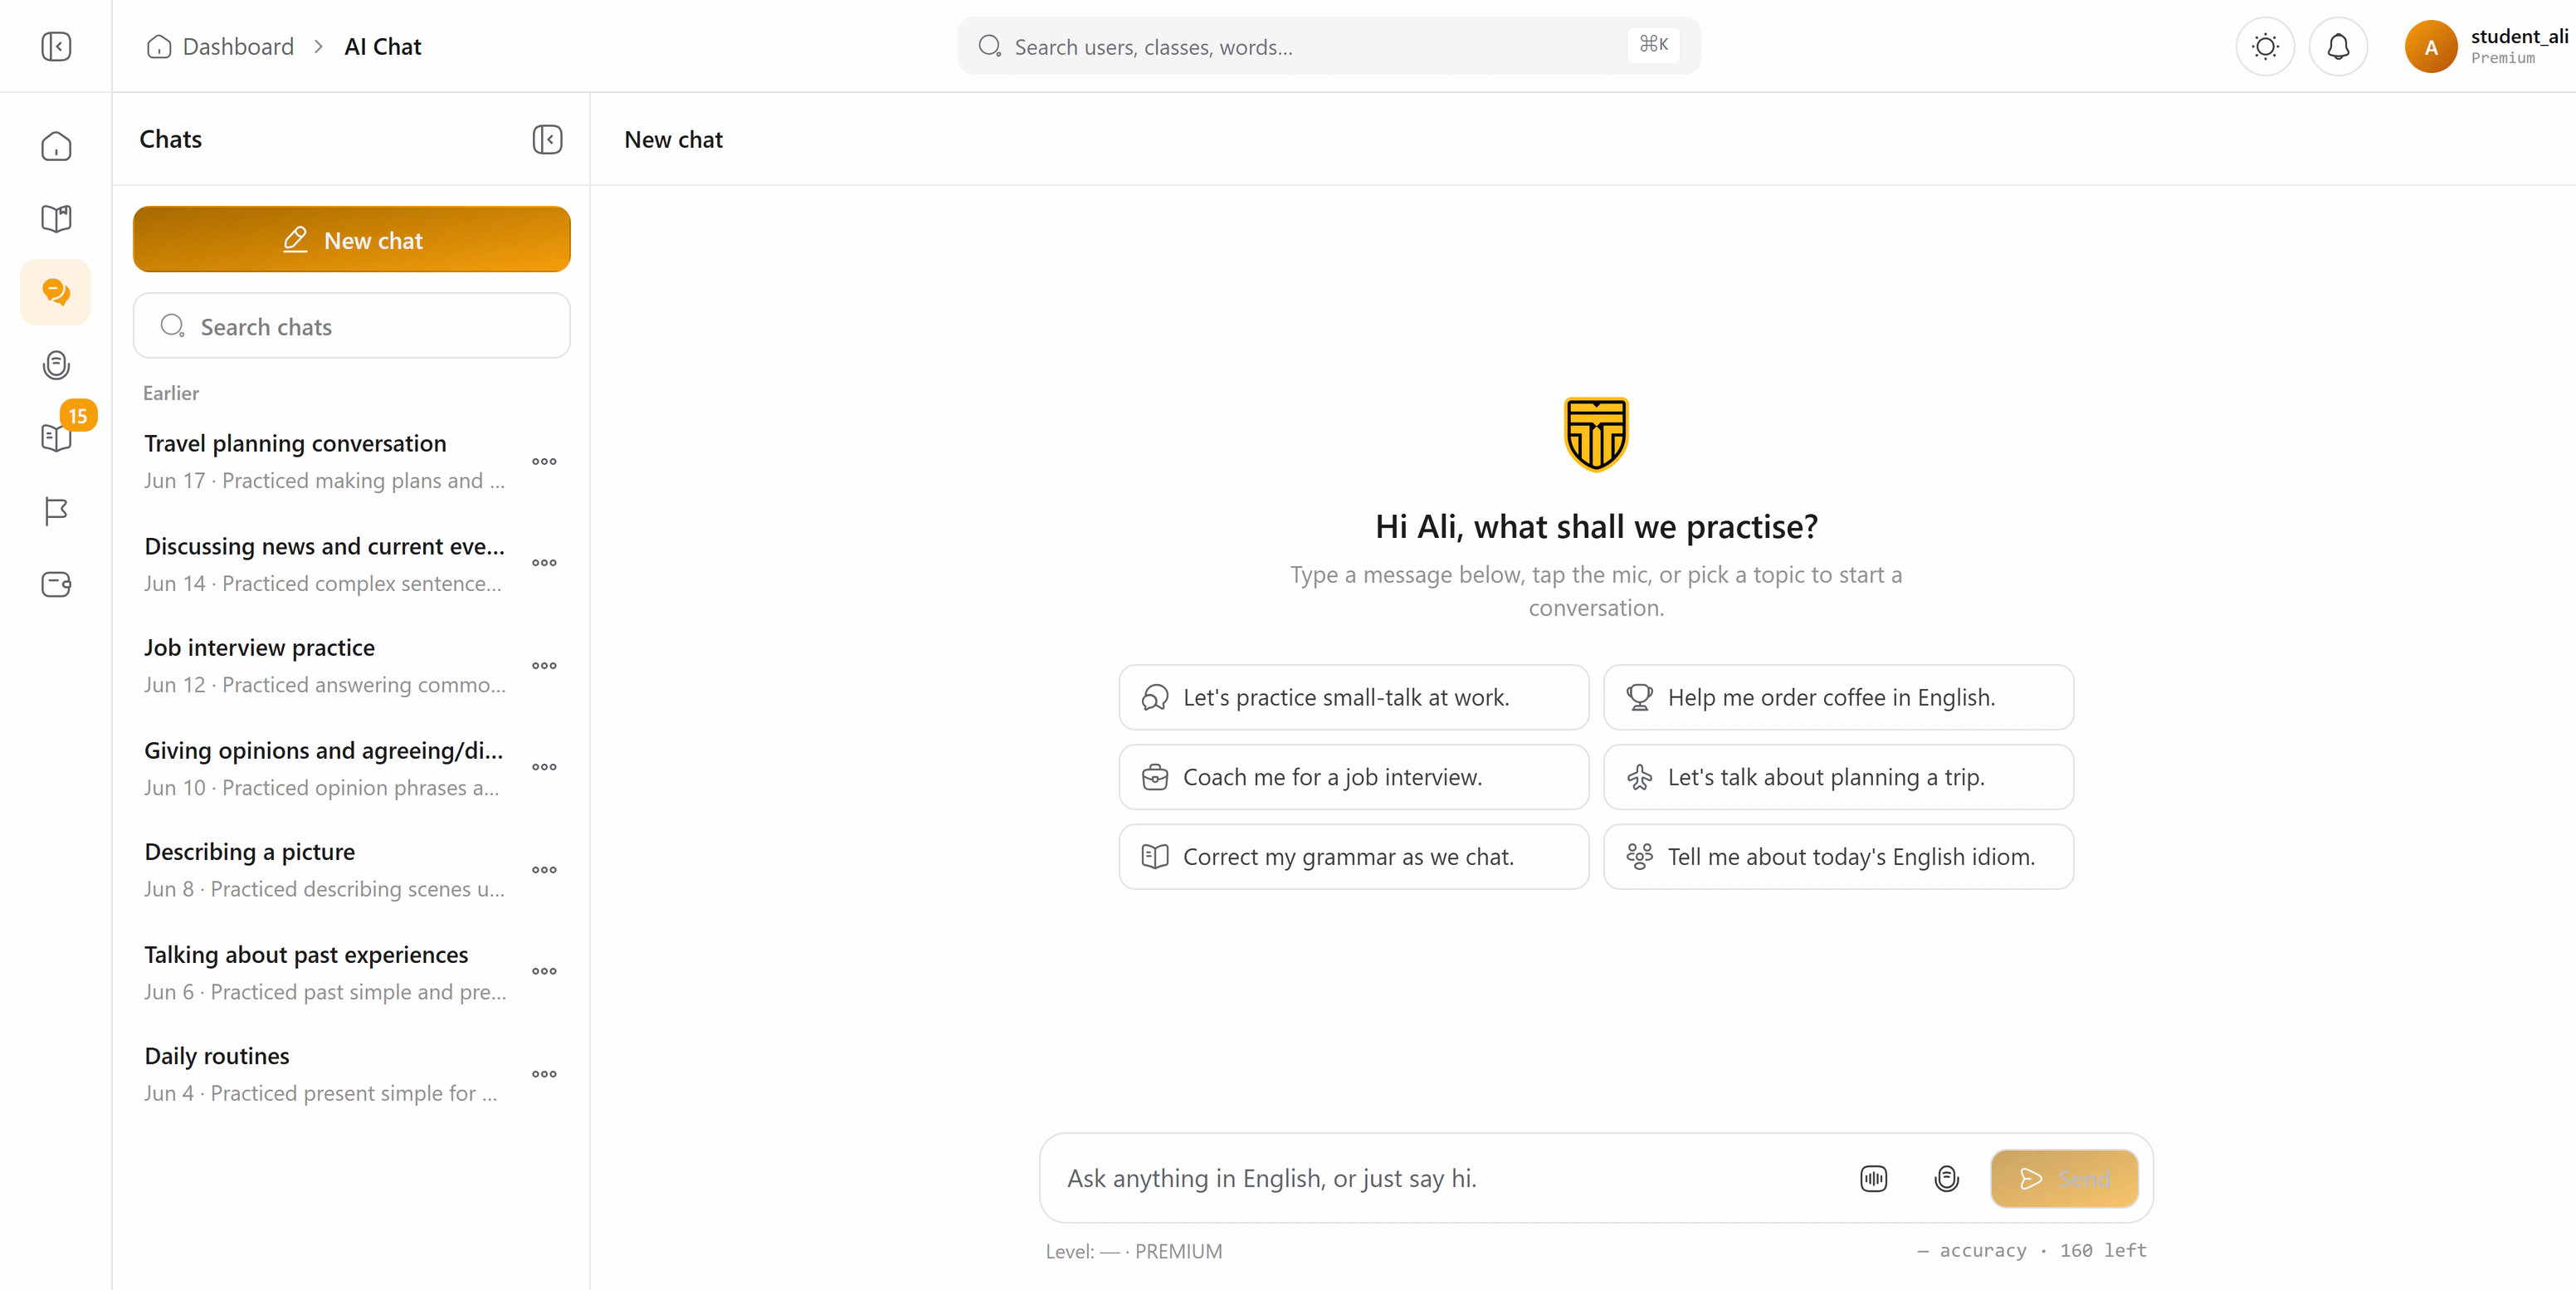 Dashboard
AI Chat
Search users, classes, words...
⌘K
A
student_ali
Premium
Chats
New chat
New chat
Search chats
Earlier
Travel planning conversation
Jun 17 · Practiced making plans and ...
Discussing news and current eve...
Jun 14 · Practiced complex sentence...
Job interview practice
Jun 12 · Practiced answering commo...
Giving opinions and agreeing/di...
Jun 10 · Practiced opinion phrases a...
Describing a picture
Jun 8 · Practiced describing scenes u...
Talking about past experiences
Jun 6 · Practiced past simple and pre...
Daily routines
Jun 4 · Practiced present simple for ...
15
Hi Ali, what shall we practise?
Type a message below, tap the mic, or pick a topic to start a
conversation.
Let's practice small-talk at work.
Help me order coffee in English.
Coach me for a job interview.
Let's talk about planning a trip.
Correct my grammar as we chat.
Tell me about today's English idiom.
Ask anything in English, or just say hi.
Send
Level: — · PREMIUM
— accuracy · 160 left